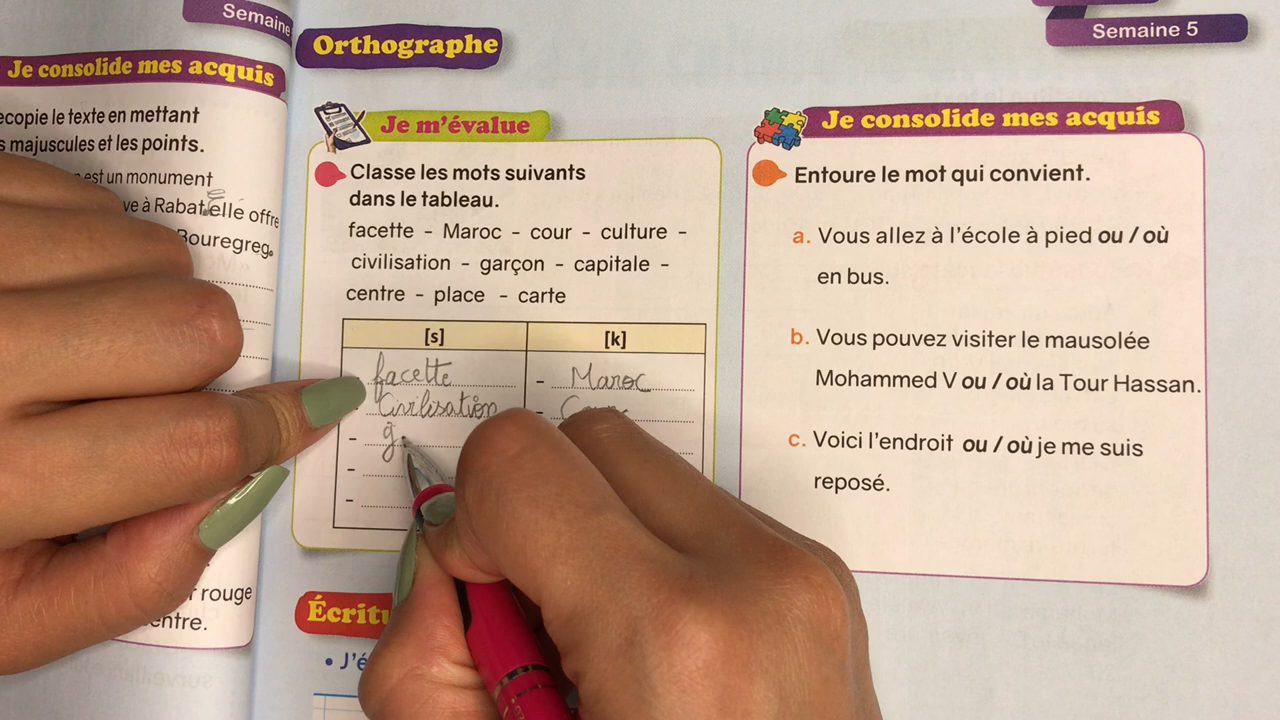 Semaine
Je consolide mes acquis
ecopie le texte en mettant
s majuscules et les points.
est un monument
ve à Rabat. elle offre
Bouregreg.
r rouge
entre.
Orthographe
Semaine 5
Je m'évalue
Classe les mots suivants
dans le tableau.
facette - Maroc - cour - culture -
civilisation - garçon - capitale -
centre - place - carte
[s] [k]
facette - Maroc
Civilisation -
- g
-
-
Écritu
• J'é
Je consolide mes acquis
Entoure le mot qui convient.
a. Vous allez à l'école à pied ou / où
en bus.
b. Vous pouvez visiter le mausolée
Mohammed V ou / où la Tour Hassan.
c. Voici l'endroit ou / où je me suis
reposé.